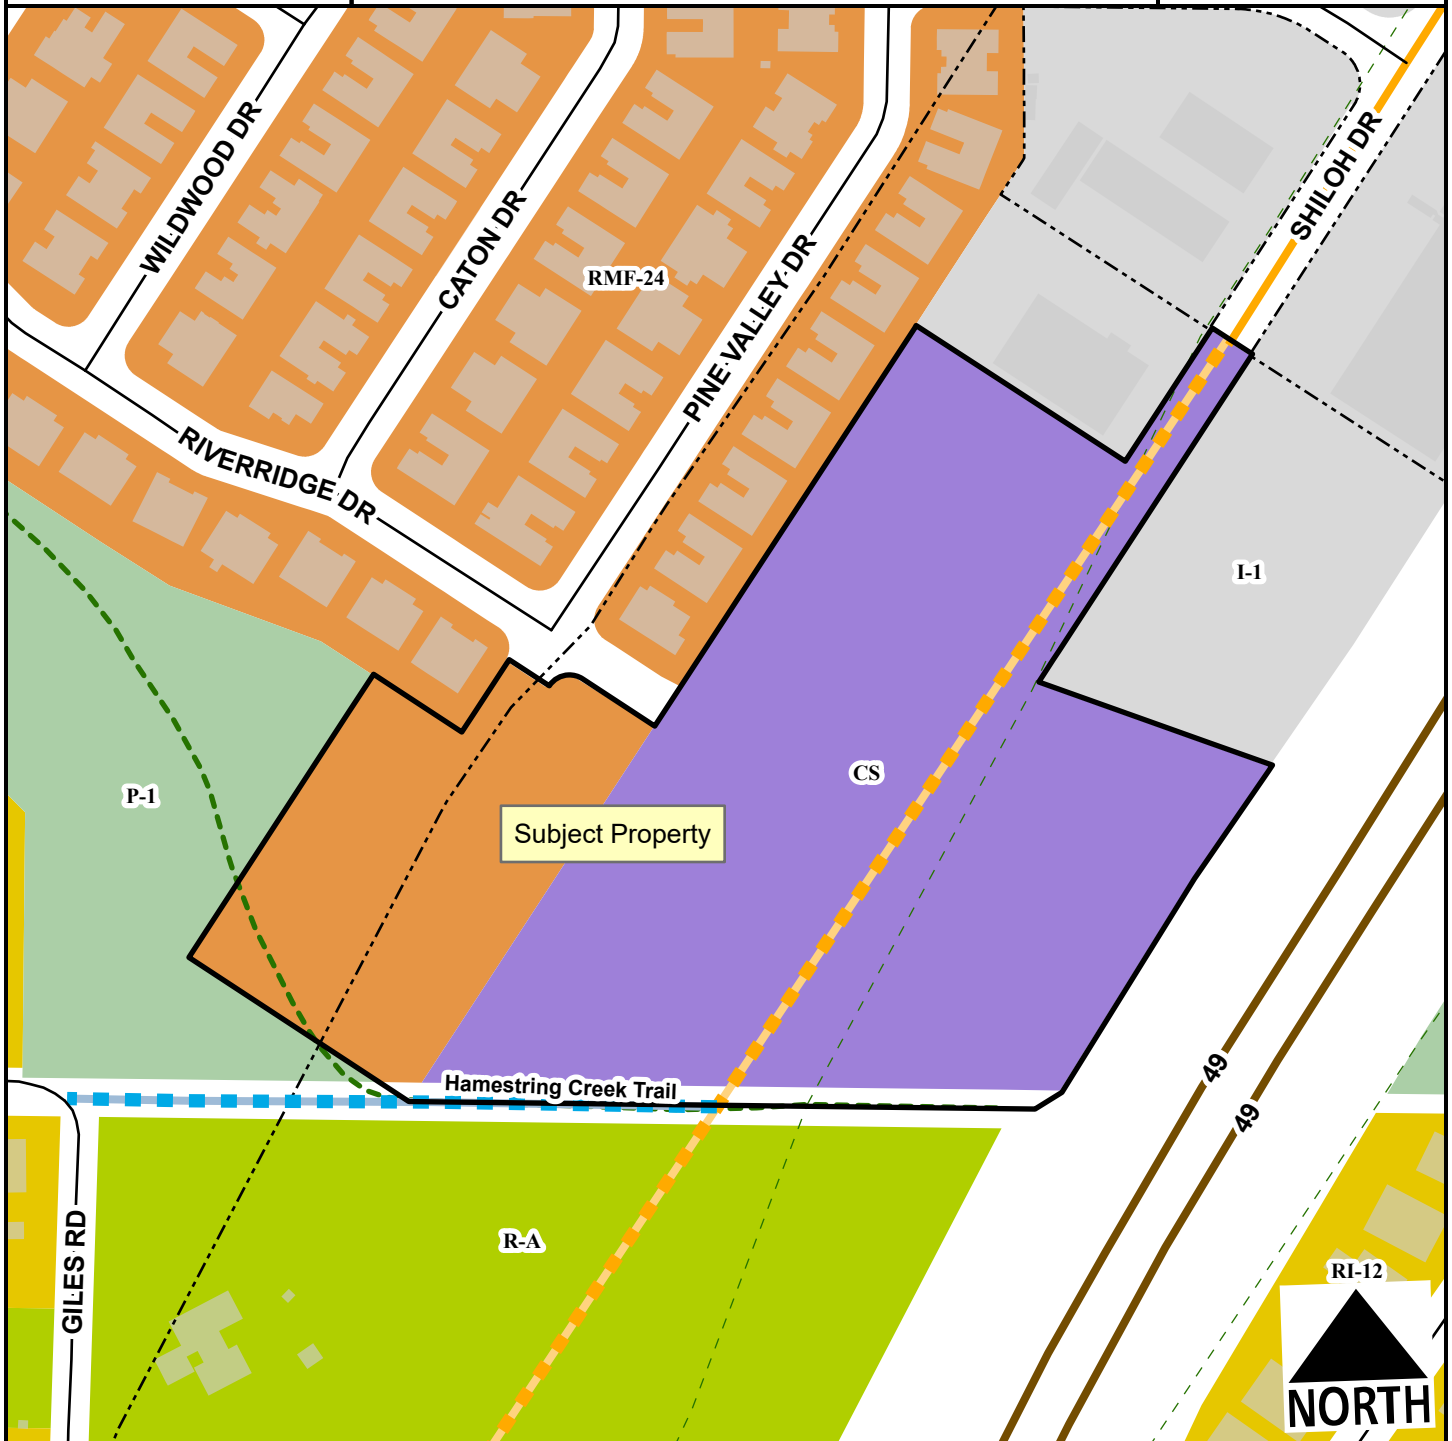 WILDWOOD DR
SHILOH DR
CATON DR
RMF-24
PINE VALLEY DR
RIVERRIDGE DR
I-1
CS
P-1
Subject Property
Hamestring Creek Trail
49
49
R-A
GILES RD
RI-12
NORTH